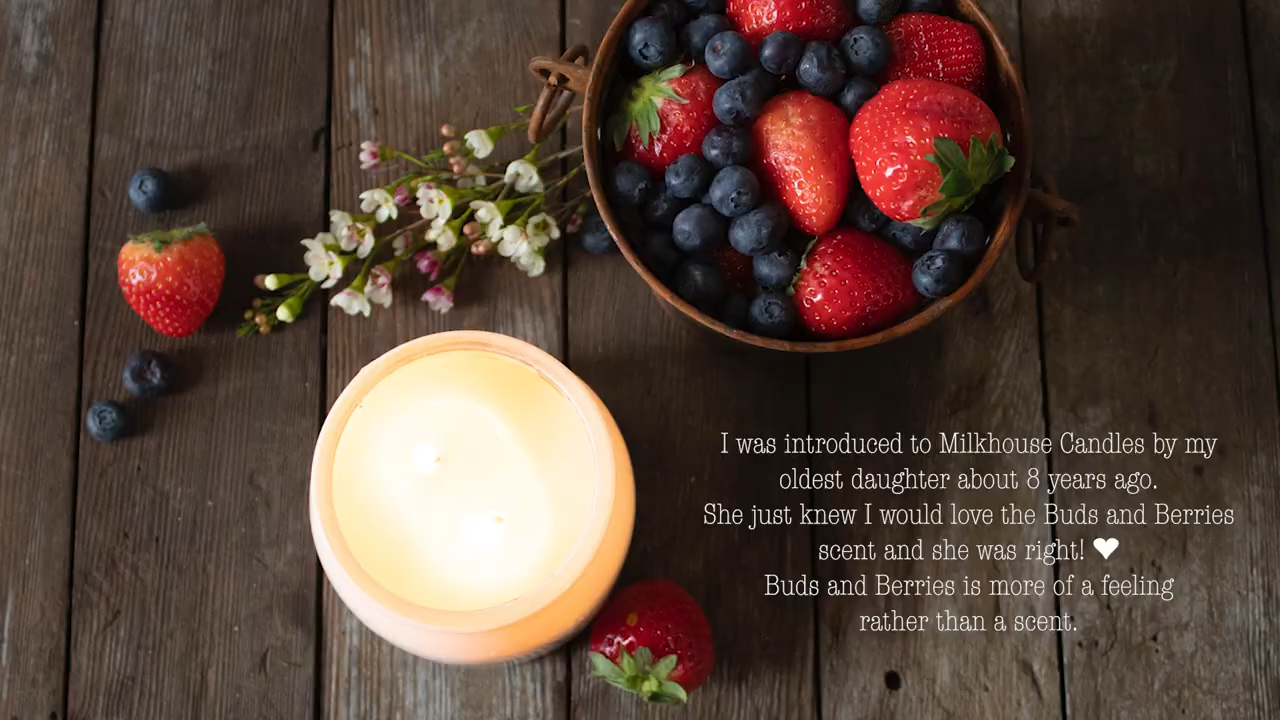 I was introduced to Milkhouse Candles by my
oldest daughter about 8 years ago.
She just knew I would love the Buds and Berries
scent and she was right! ♥
Buds and Berries is more of a feeling
rather than a scent.